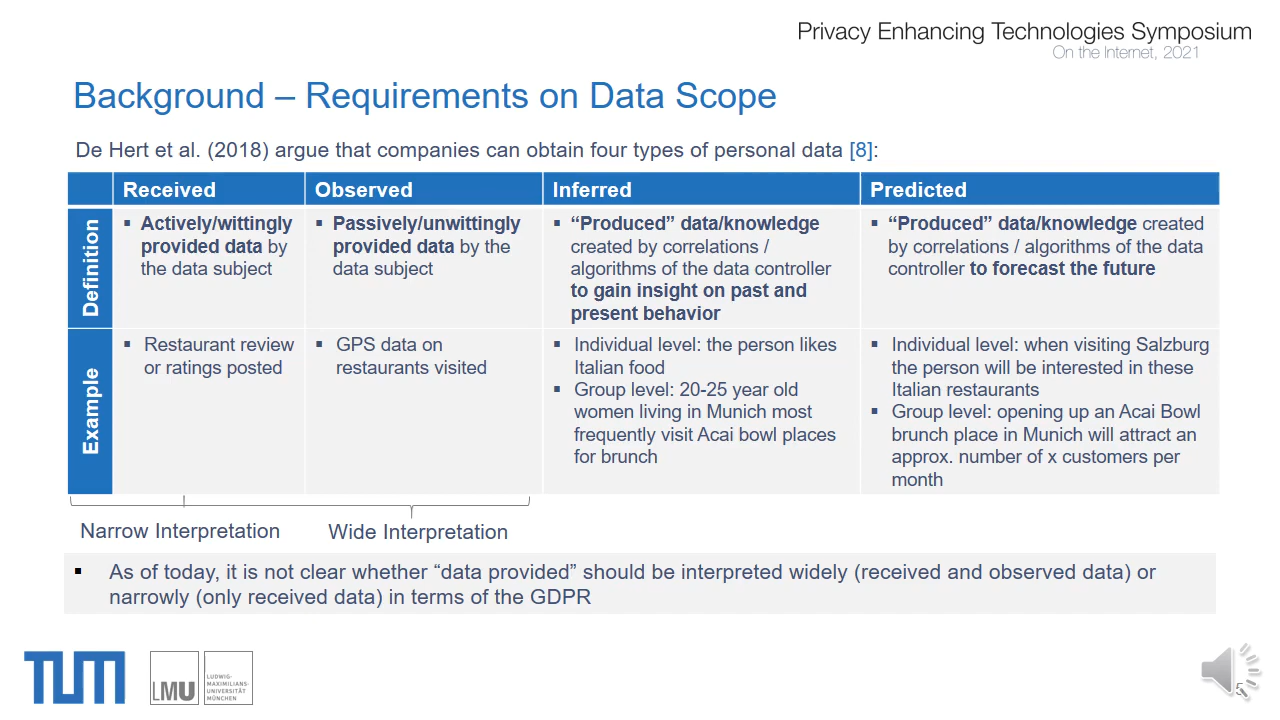 Privacy Enhancing Technologies Symposium
On the Internet, 2021
Background – Requirements on Data Scope
De Hert et al. (2018) argue that companies can obtain four types of personal data [8]:
Received
Observed
Inferred
Predicted
Definition
▪ Actively/wittingly
provided data by
the data subject
▪ Passively/unwittingly
provided data by the
data subject
▪ “Produced” data/knowledge
created by correlations /
algorithms of the data controller
to gain insight on past and
present behavior
▪ “Produced” data/knowledge created
by correlations / algorithms of the data
controller to forecast the future
Example
▪ Restaurant review
or ratings posted
▪ GPS data on
restaurants visited
▪ Individual level: the person likes
Italian food
▪ Group level: 20-25 year old
women living in Munich most
frequently visit Acai bowl places
for brunch
▪ Individual level: when visiting Salzburg
the person will be interested in these
Italian restaurants
▪ Group level: opening up an Acai Bowl
brunch place in Munich will attract an
approx. number of x customers per
month
Narrow Interpretation
Wide Interpretation
▪ As of today, it is not clear whether “data provided” should be interpreted widely (received and observed data) or
narrowly (only received data) in terms of the GDPR
TUM
LMU
LUDWIG-
MAXIMILIANS-
UNIVERSITÄT
MÜNCHEN
5